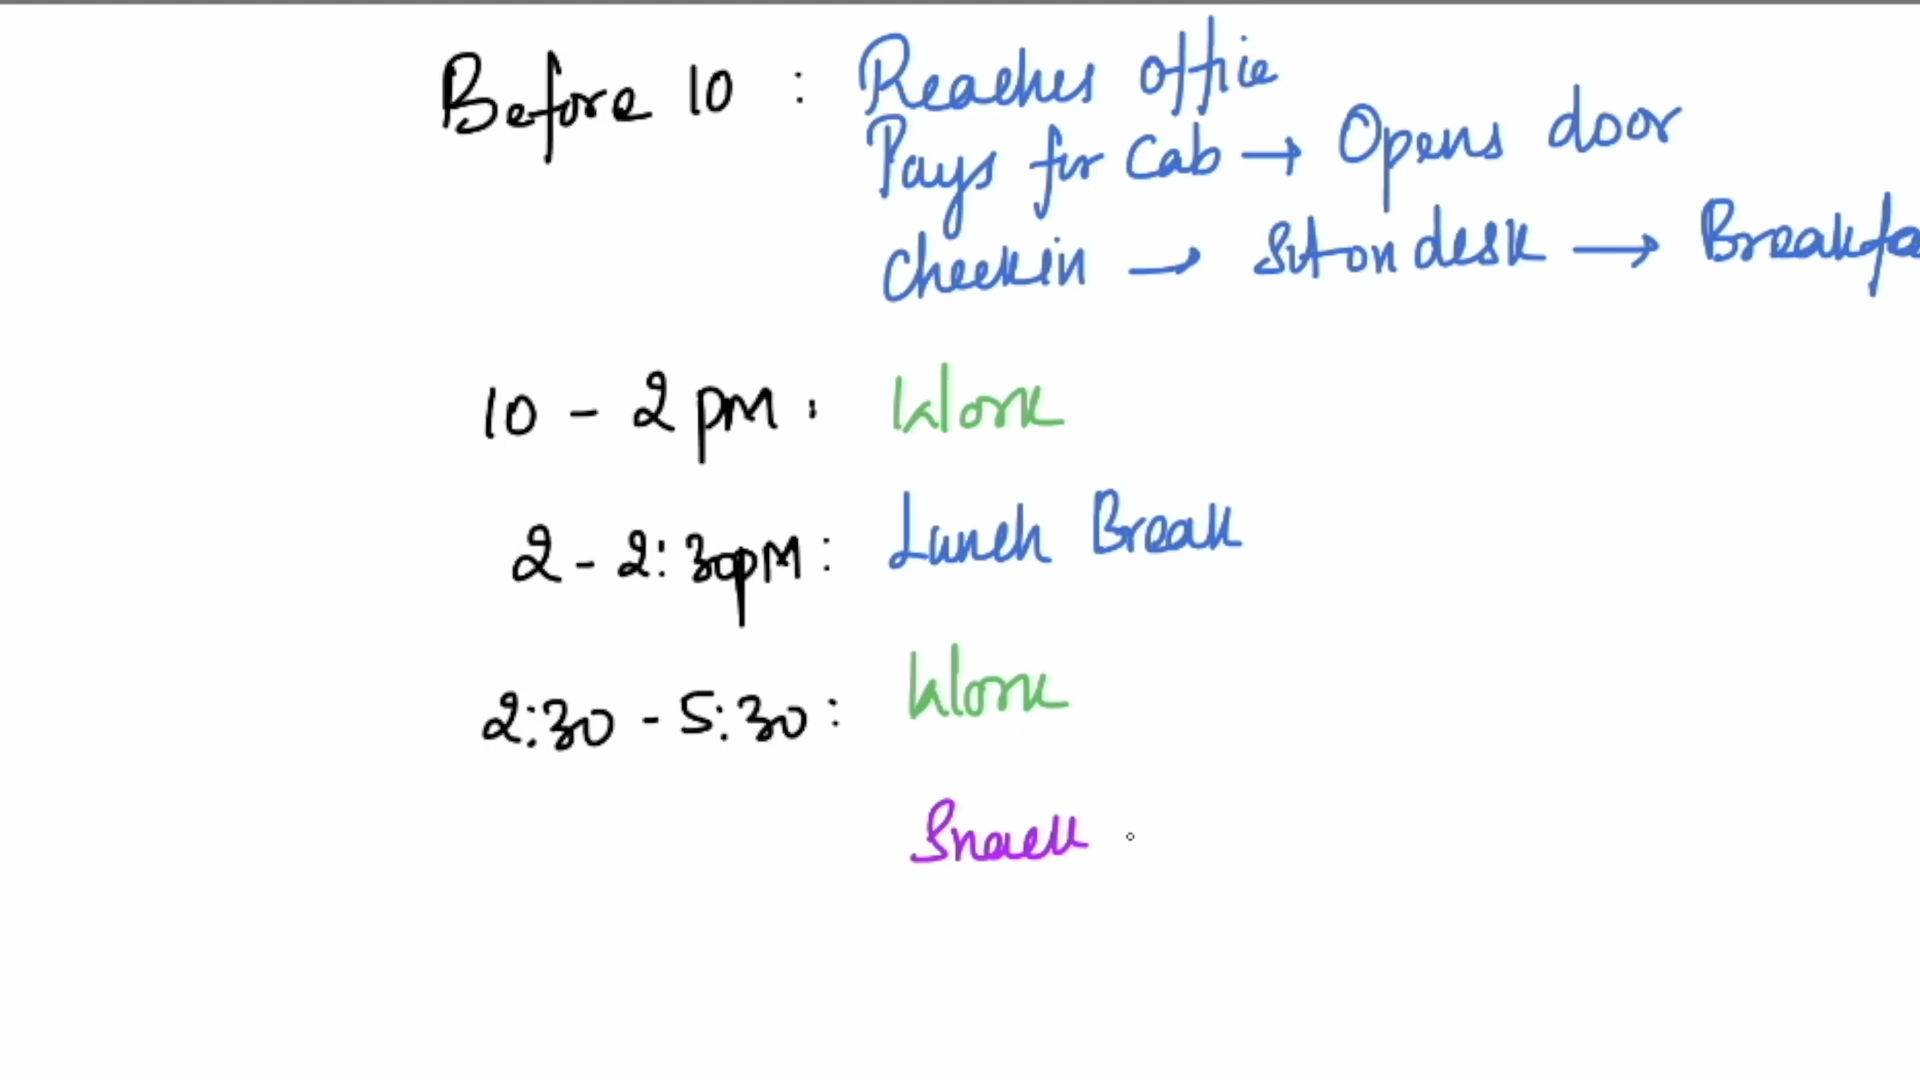 Before 10 : Reaches office
Pays for Cab → Opens door
Checkin → Sit on desk → Breakfa
10 - 2 pm : Work
2 - 2:30pm : Lunch Break
2:30 - 5:30 : Work
Snack